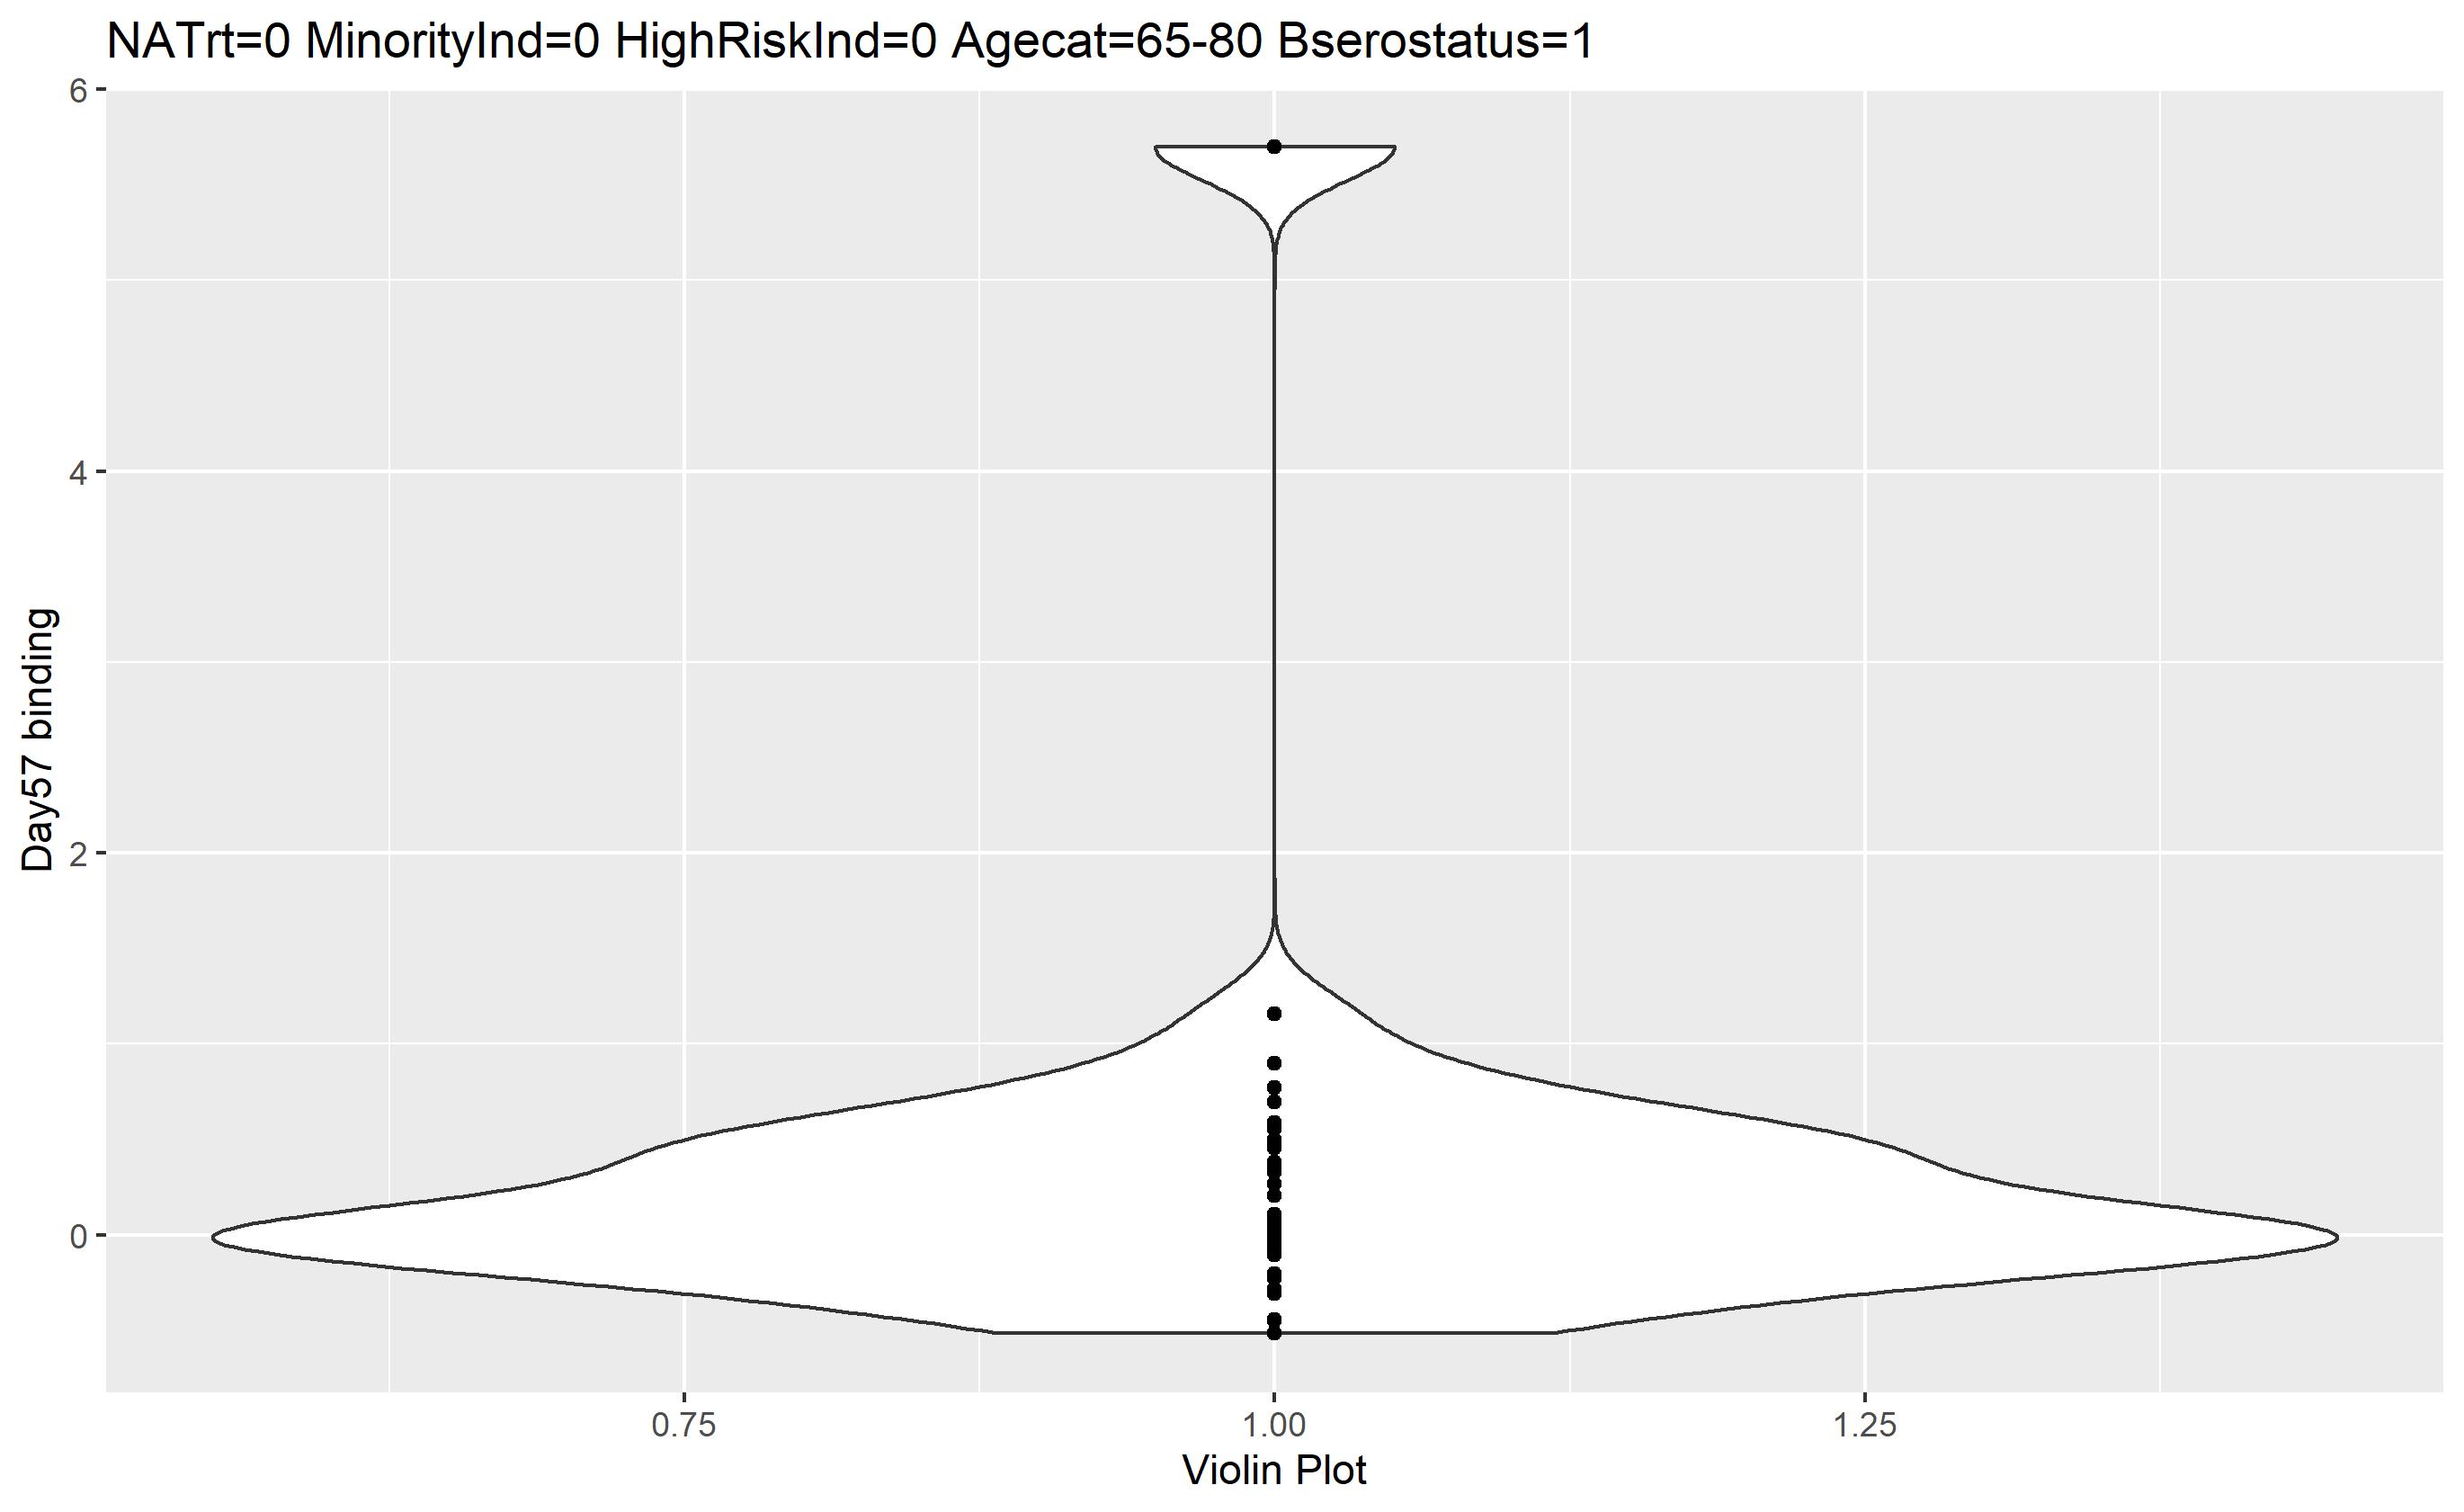 NATrt=0 MinorityInd=0 HighRiskInd=0 Agecat=65-80 Bserostatus=1
6
4
2
0
Day57 binding
0.75 1.00 1.25
Violin Plot